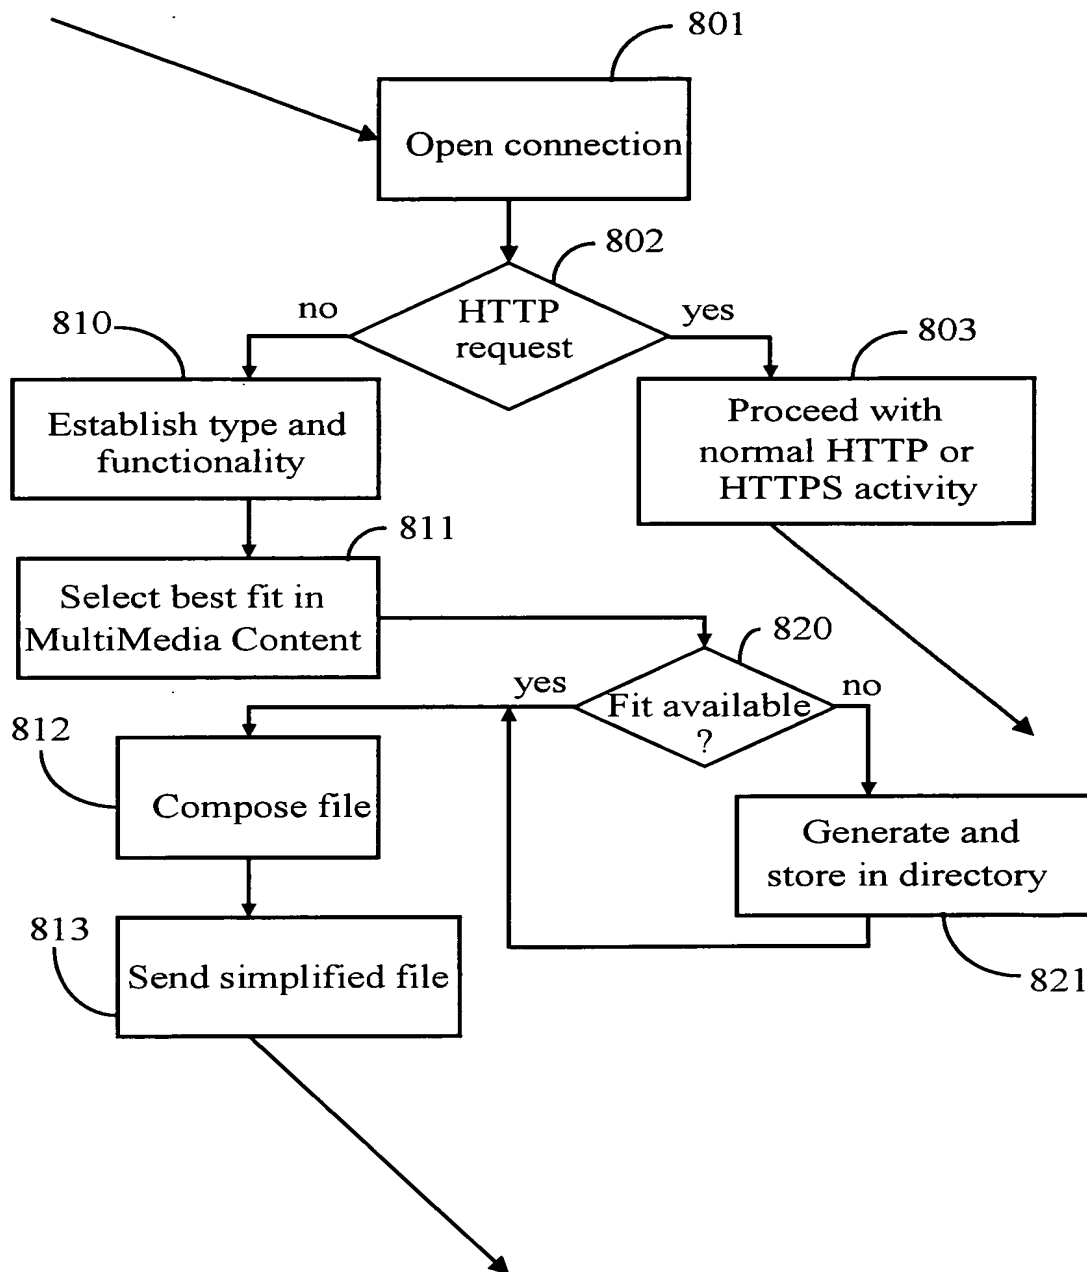 801
Open connection
802
no
HTTP
request
yes
810
803
Establish type and
functionality
Proceed with
normal HTTP or
HTTPS activity
811
Select best fit in
MultiMedia Content
820
yes
Fit available
?
no
812
Compose file
Generate and
store in directory
813
Send simplified file
821